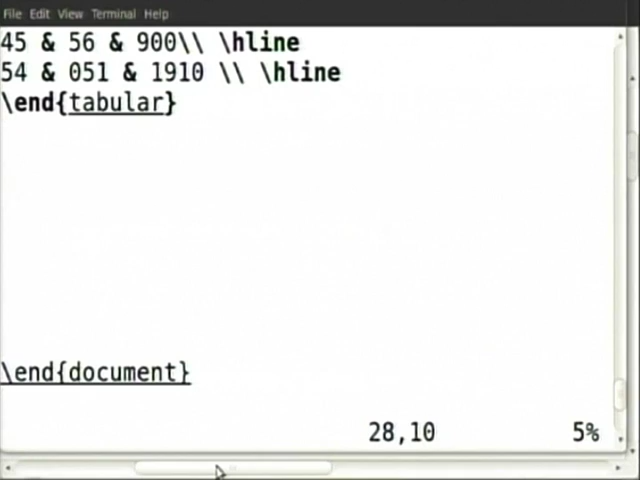 File Edit View Terminal Help
45 & 56 & 900\\ \hline
54 & 051 & 1910 \\ \hline
\end{tabular}
\end{document}
28,10 5%